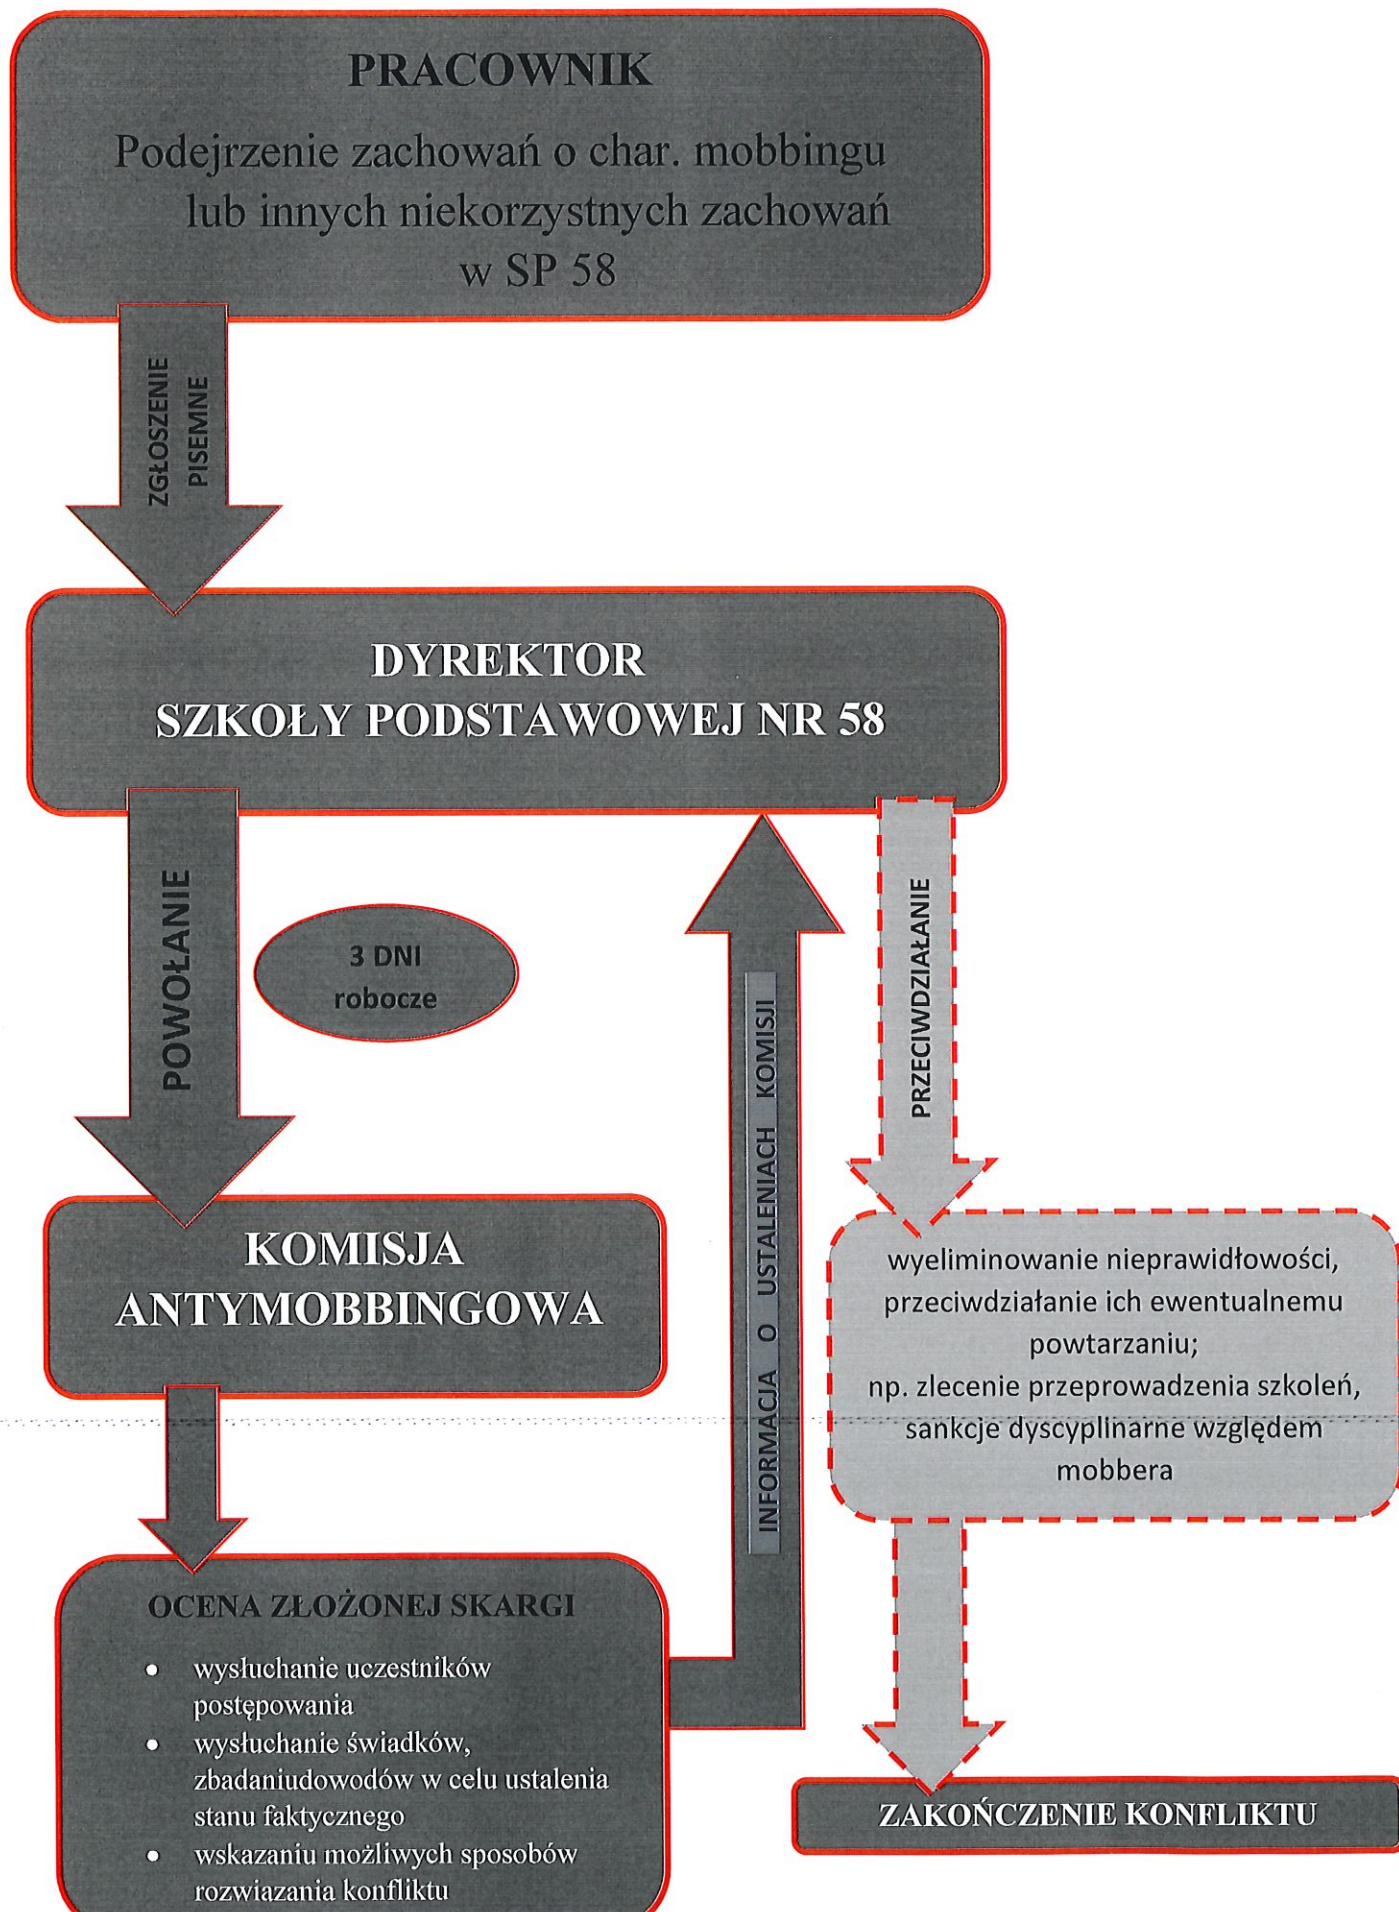 PRACOWNIK
Podejrzenie zachowań o char. mobbingu
lub innych niekorzystnych zachowań
w SP 58
ZGŁOSZENIE
PISEMNE
DYREKTOR
SZKOŁY PODSTAWOWEJ NR 58
POWOŁANIE
3 DNI
robocze
KOMISJA
ANTYMOBBINGOWA
OCENA ZŁOŻONEJ SKARGI
• wysłuchanie uczestników
postępowania
• wysłuchanie świadków,
zbadaniudowodów w celu ustalenia
stanu faktycznego
• wskazaniu możliwych sposobów
rozwiązania konfliktu
INFORMACJA O USTALENIACH KOMISJI
PRZECIWDZIAŁANIE
wyeliminowanie nieprawidłowości,
przeciwdziałanie ich ewentualnemu
powtarzaniu;
np. zlecenie przeprowadzenia szkoleń,
sankcje dyscyplinarne względem
mobbera
ZAKOŃCZENIE KONFLIKTU